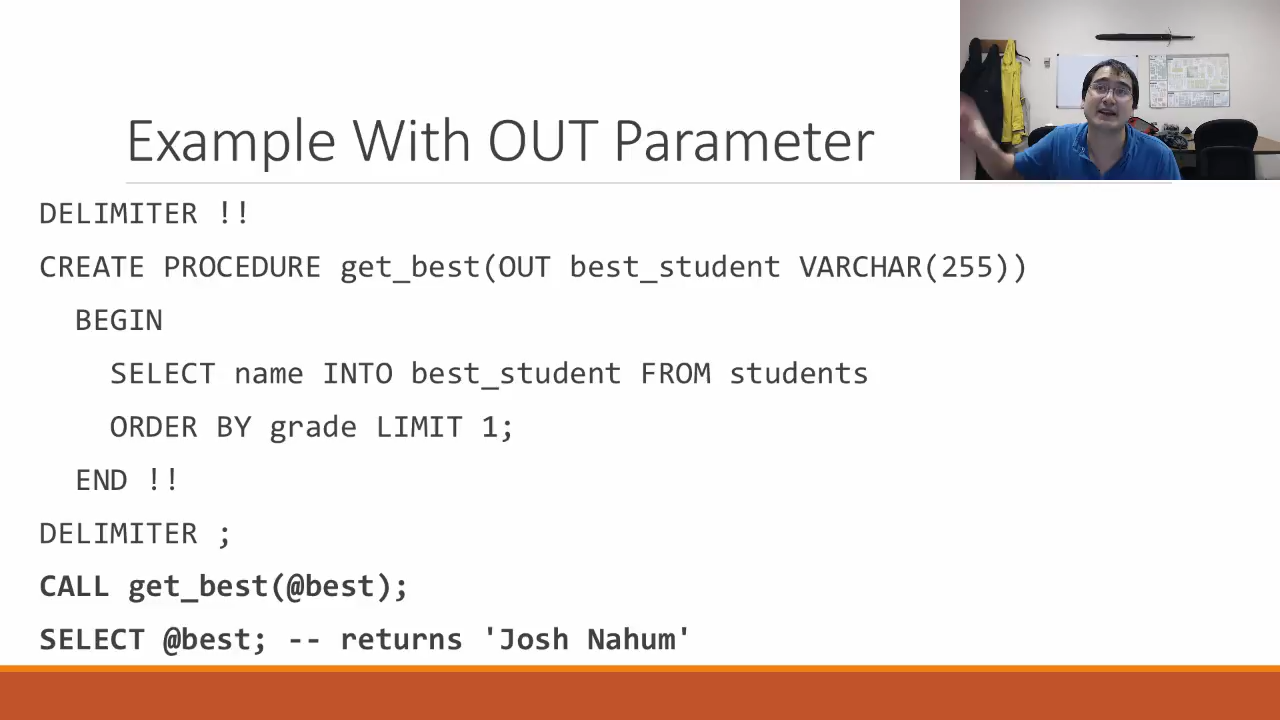 Example With OUT Parameter
DELIMITER !!
CREATE PROCEDURE get_best(OUT best_student VARCHAR(255))
BEGIN
SELECT name INTO best_student FROM students
ORDER BY grade LIMIT 1;
END !!
DELIMITER ;
CALL get_best(@best);
SELECT @best; -- returns 'Josh Nahum'